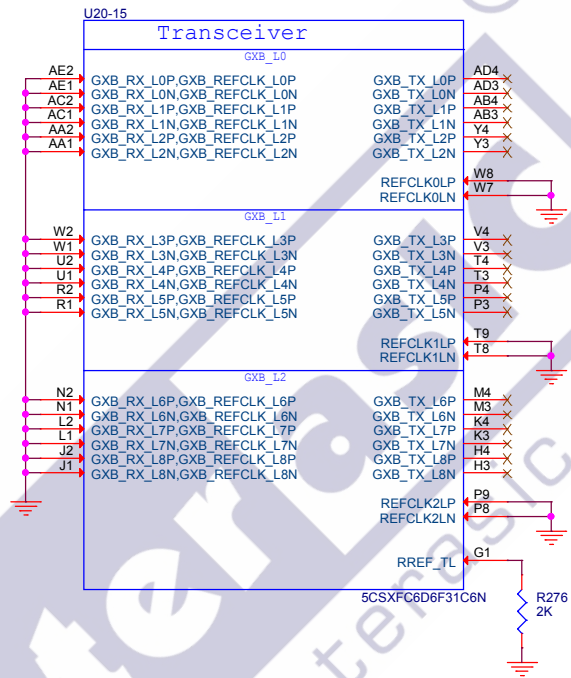 U20-15
Transceiver
GXB_L0
AE2 GXB_RX_L0P,GXB_REFCLK_L0P GXB_TX_L0P AD4
AE1 GXB_RX_L0N,GXB_REFCLK_L0N GXB_TX_L0N AD3
AC2 GXB_RX_L1P,GXB_REFCLK_L1P GXB_TX_L1P AB4
AC1 GXB_RX_L1N,GXB_REFCLK_L1N GXB_TX_L1N AB3
AA2 GXB_RX_L2P,GXB_REFCLK_L2P GXB_TX_L2P Y4
AA1 GXB_RX_L2N,GXB_REFCLK_L2N GXB_TX_L2N Y3
REFCLK0LP W8
REFCLK0LN W7
GXB_L1
W2 GXB_RX_L3P,GXB_REFCLK_L3P GXB_TX_L3P V4
W1 GXB_RX_L3N,GXB_REFCLK_L3N GXB_TX_L3N V3
U2 GXB_RX_L4P,GXB_REFCLK_L4P GXB_TX_L4P T4
U1 GXB_RX_L4N,GXB_REFCLK_L4N GXB_TX_L4N T3
R2 GXB_RX_L5P,GXB_REFCLK_L5P GXB_TX_L5P P4
R1 GXB_RX_L5N,GXB_REFCLK_L5N GXB_TX_L5N P3
REFCLK1LP T9
REFCLK1LN T8
GXB_L2
N2 GXB_RX_L6P,GXB_REFCLK_L6P GXB_TX_L6P M4
N1 GXB_RX_L6N,GXB_REFCLK_L6N GXB_TX_L6N M3
L2 GXB_RX_L7P,GXB_REFCLK_L7P GXB_TX_L7P K4
L1 GXB_RX_L7N,GXB_REFCLK_L7N GXB_TX_L7N K3
J2 GXB_RX_L8P,GXB_REFCLK_L8P GXB_TX_L8P H4
J1 GXB_RX_L8N,GXB_REFCLK_L8N GXB_TX_L8N H3
REFCLK2LP P9
REFCLK2LN P8
RREF_TL G1
5CSXFC6D6F31C6N
R276
2K
terasic
terasic